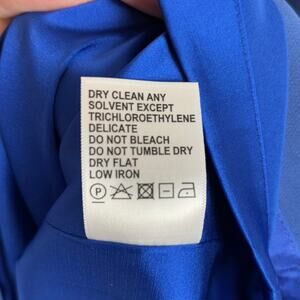 DRY CLEAN ANY
SOLVENT EXCEPT
TRICHLOROETHYLENE
DELICATE
DO NOT BLEACH
DO NOT TUMBLE DRY
DRY FLAT
LOW IRON
P